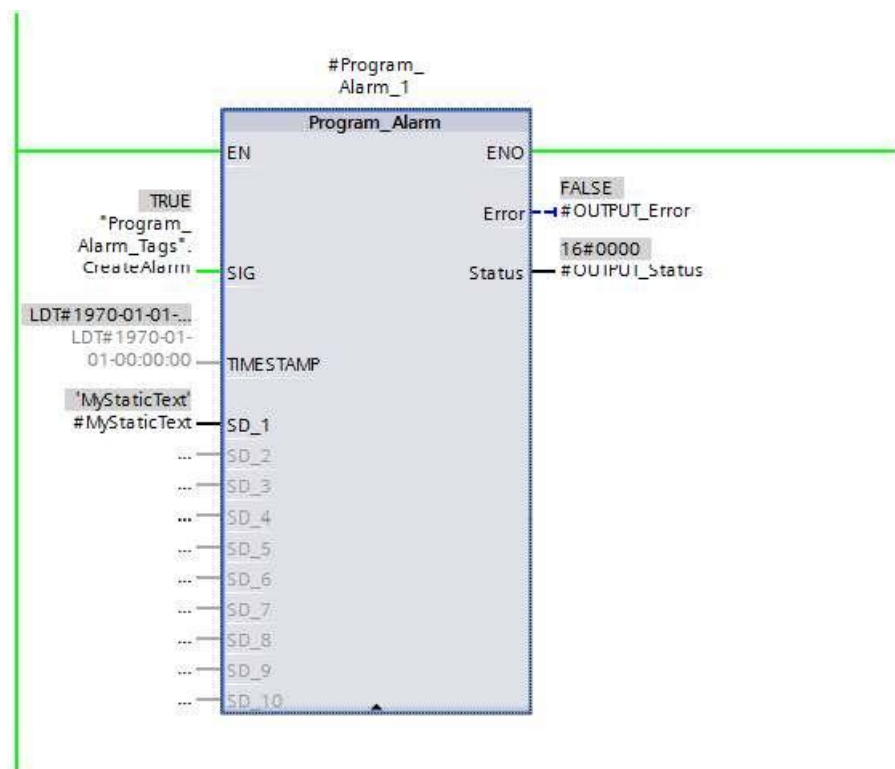 #Program_
Alarm_1
Program_Alarm
EN
ENO
TRUE
"Program_
Alarm_Tags".
CreateAlarm
SIG
FALSE
Error
#OUTPUT_Error
16#0000
Status
#OUTPUT_Status
LDT#1970-01-01-...
LDT#1970-01-
01-00:00:00
TIMESTAMP
'MyStaticText'
#MyStaticText
SD_1
... SD_2
... SD_3
... SD_4
... SD_5
... SD_6
... SD_7
... SD_8
... SD_9
... SD_10